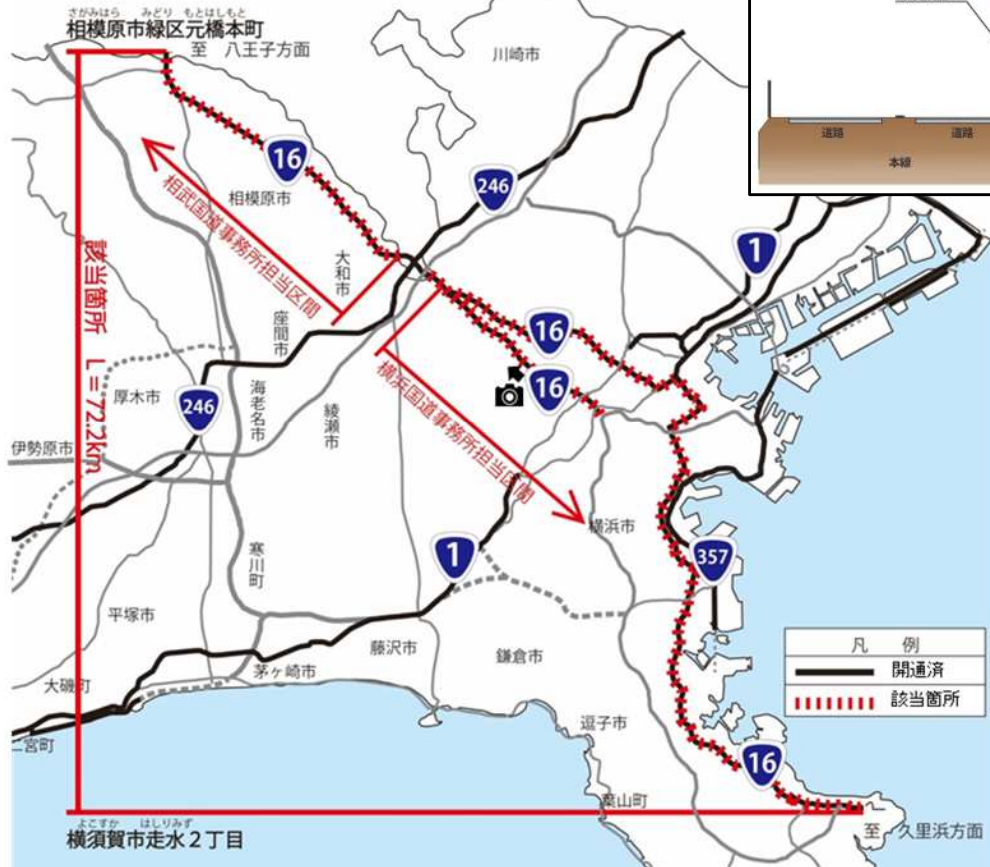 さがみはら みどり もとはしもと
相模原市緑区元橋本町
至 八王子方面
川崎市
道路
道路
本線
16
246
相模原市
相武国道事務所担当区間
1
大和市
該当箇所 L=72.2km
座間市
16
厚木市
246
海老名市
綾瀬市
16
横浜国道事務所担当区間
伊勢原市
横浜市
1
357
寒川町
平塚市
藤沢市
鎌倉市
凡 例
開通済
該当箇所
茅ヶ崎市
大磯町
逗子市
二宮町
16
葉山町
よこすか はしりみず
横須賀市走水2丁目
至 久里浜方面